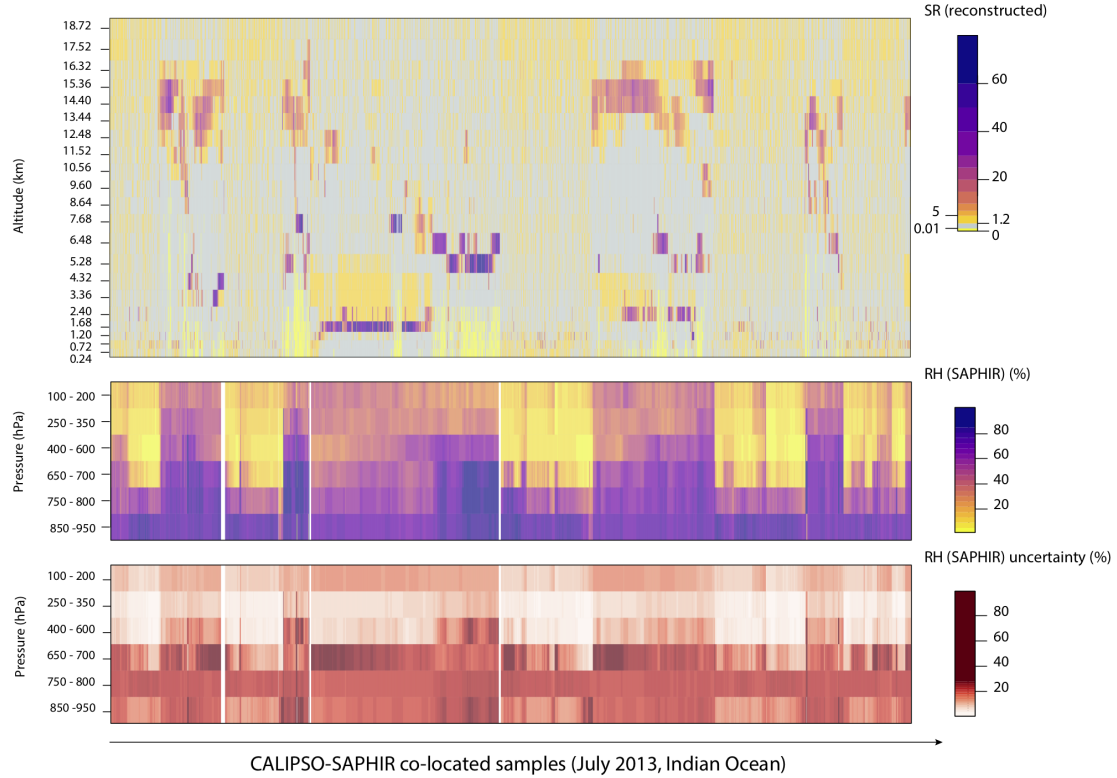 SR (reconstructed)
18.72
17.52
16.32
15.36
14.40
13.44
12.48
11.52
10.56
9.60
8.64
7.68
6.48
5.28
4.32
3.36
2.40
1.68
1.20
0.72
0.24
Altitude (km)
60
40
20
5
1.2
0.01
0
RH (SAPHIR) (%)
100 - 200
250 - 350
400 - 600
650 - 700
750 - 800
850 -950
Pressure (hPa)
80
60
40
20
RH (SAPHIR) uncertainty (%)
100 - 200
250 - 350
400 - 600
650 - 700
750 - 800
850 -950
Pressure (hPa)
80
60
40
20
CALIPSO-SAPHIR co-located samples (July 2013, Indian Ocean)